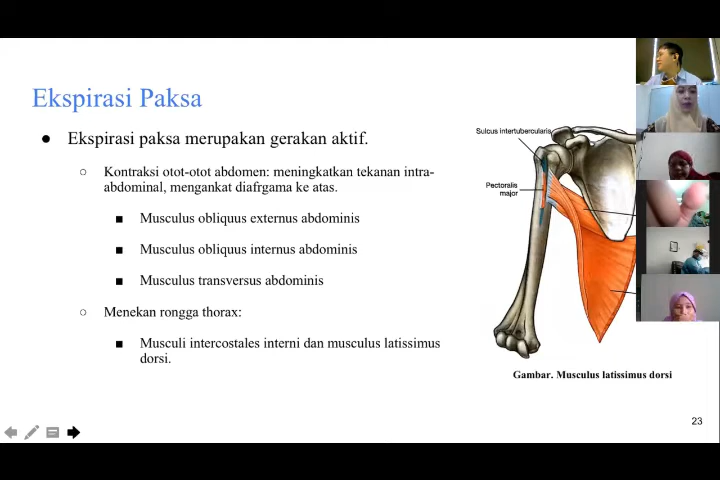 Ekspirasi Paksa
● Ekspirasi paksa merupakan gerakan aktif.
○ Kontraksi otot-otot abdomen: meningkatkan tekanan intra-
abdominal, mengankat diafrgama ke atas.
■ Musculus obliquus externus abdominis
■ Musculus obliquus internus abdominis
■ Musculus transversus abdominis
○ Menekan rongga thorax:
■ Musculi intercostales interni dan musculus latissimus
dorsi.
Sulcus intertubercularis
Pectoralis
major
Gambar. Musculus latissimus dorsi
23